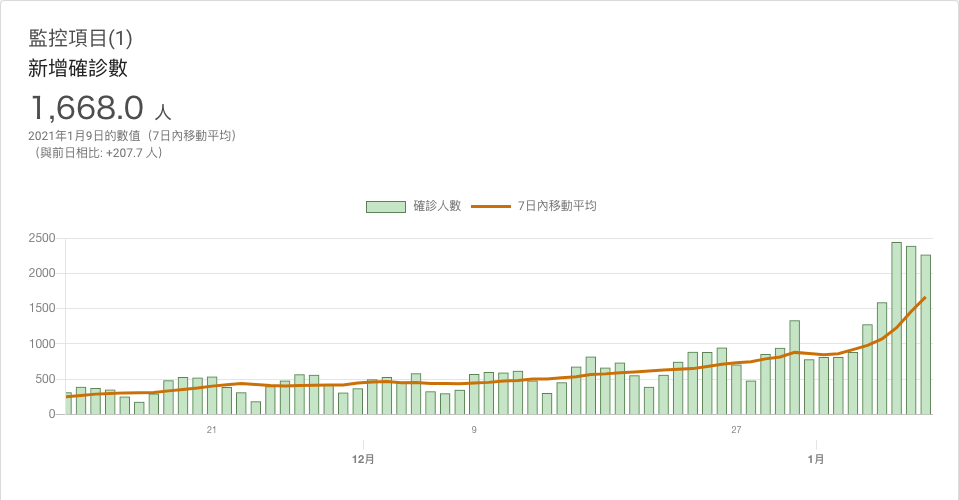 監控項目(1)
新增確診數
1,668.0 人
2021年1月9日的數值（7日內移動平均）
（與前日相比: +207.7 人）
確診人數 7日內移動平均
2500
2000
1500
1000
500
0
21 9 27
12月 1月